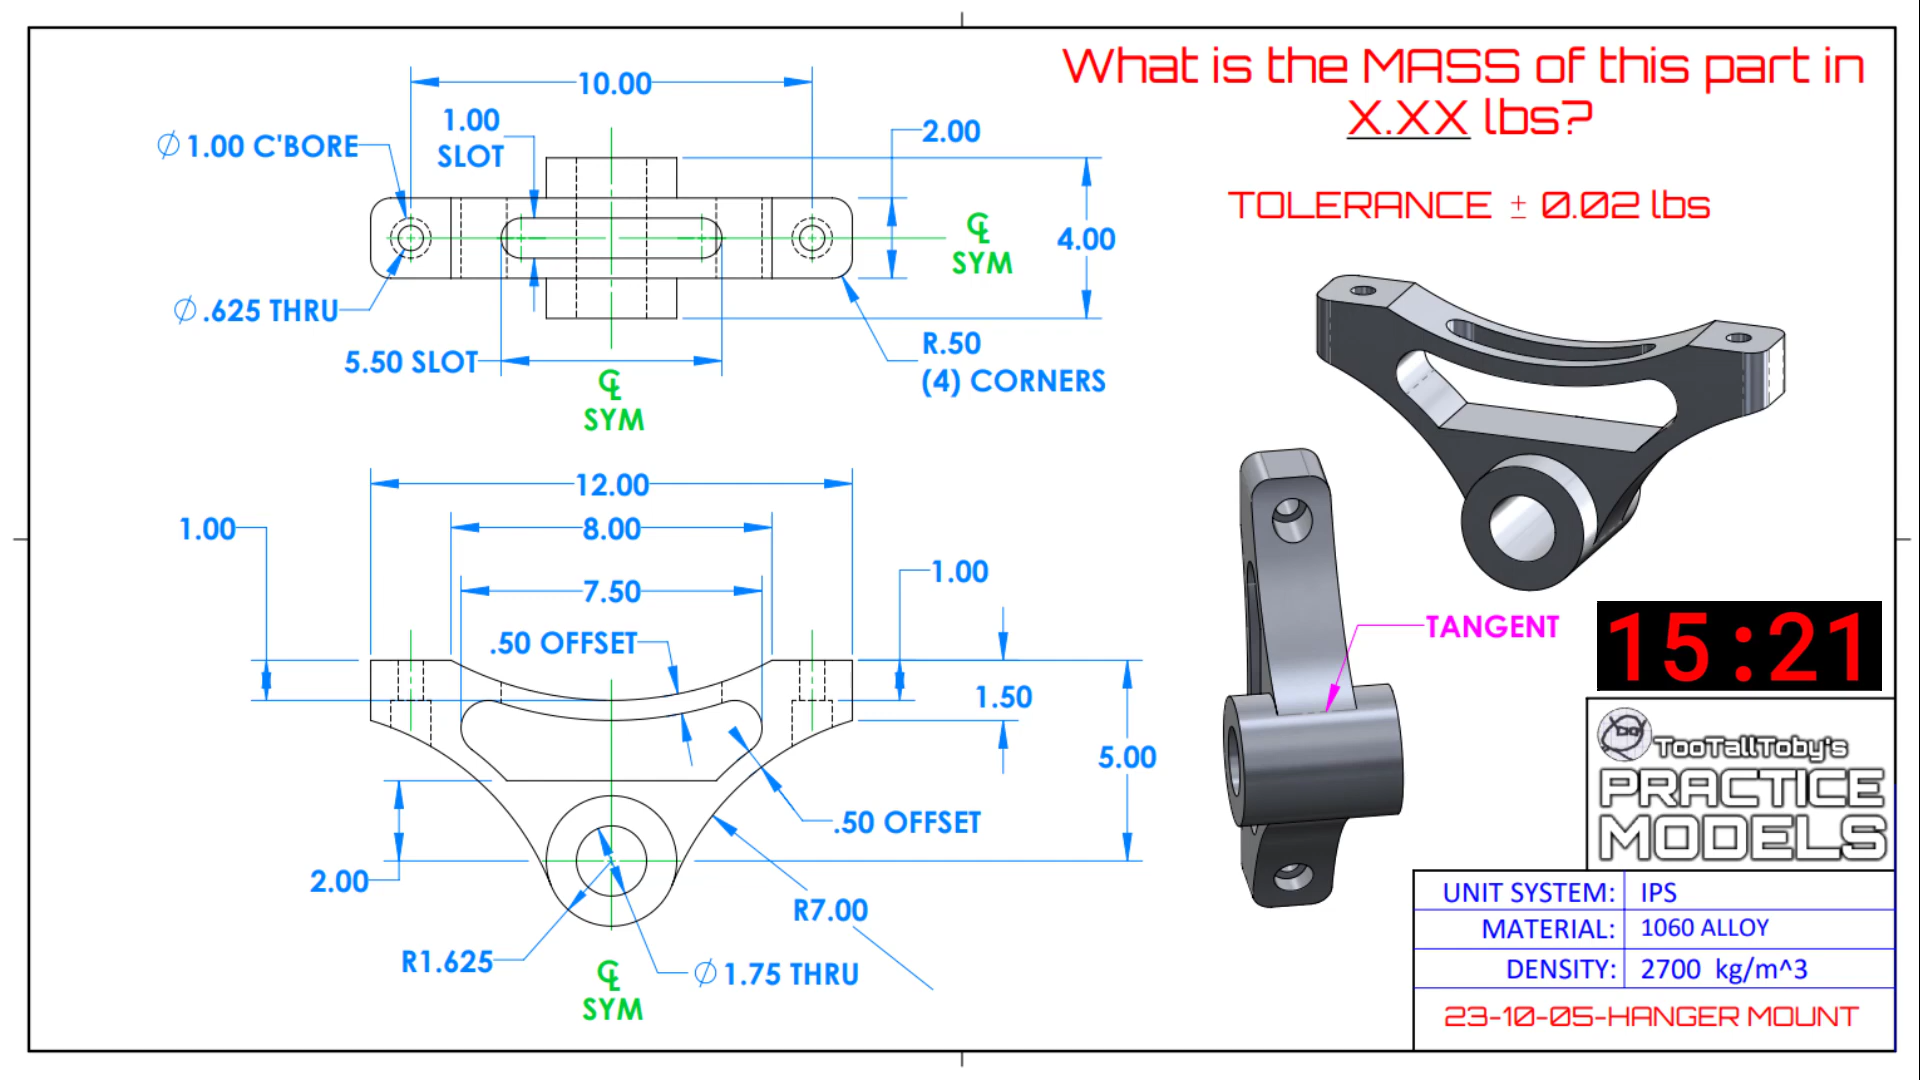 What is the MASS of this part in
X.XX lbs?
TOLERANCE ± 0.02 lbs
10.00
1.00
SLOT
2.00
∅ 1.00 C'BORE
℄
SYM
4.00
∅ .625 THRU
R.50
(4) CORNERS
5.50 SLOT
℄
SYM
12.00
1.00
8.00
1.00
7.50
.50 OFFSET
1.50
5.00
.50 OFFSET
2.00
R7.00
R1.625
∅ 1.75 THRU
℄
SYM
TANGENT
15:21
TooTallToby's
PRACTICE
MODELS
UNIT SYSTEM: IPS
MATERIAL: 1060 ALLOY
DENSITY: 2700 kg/m^3
23-10-05-HANGER MOUNT